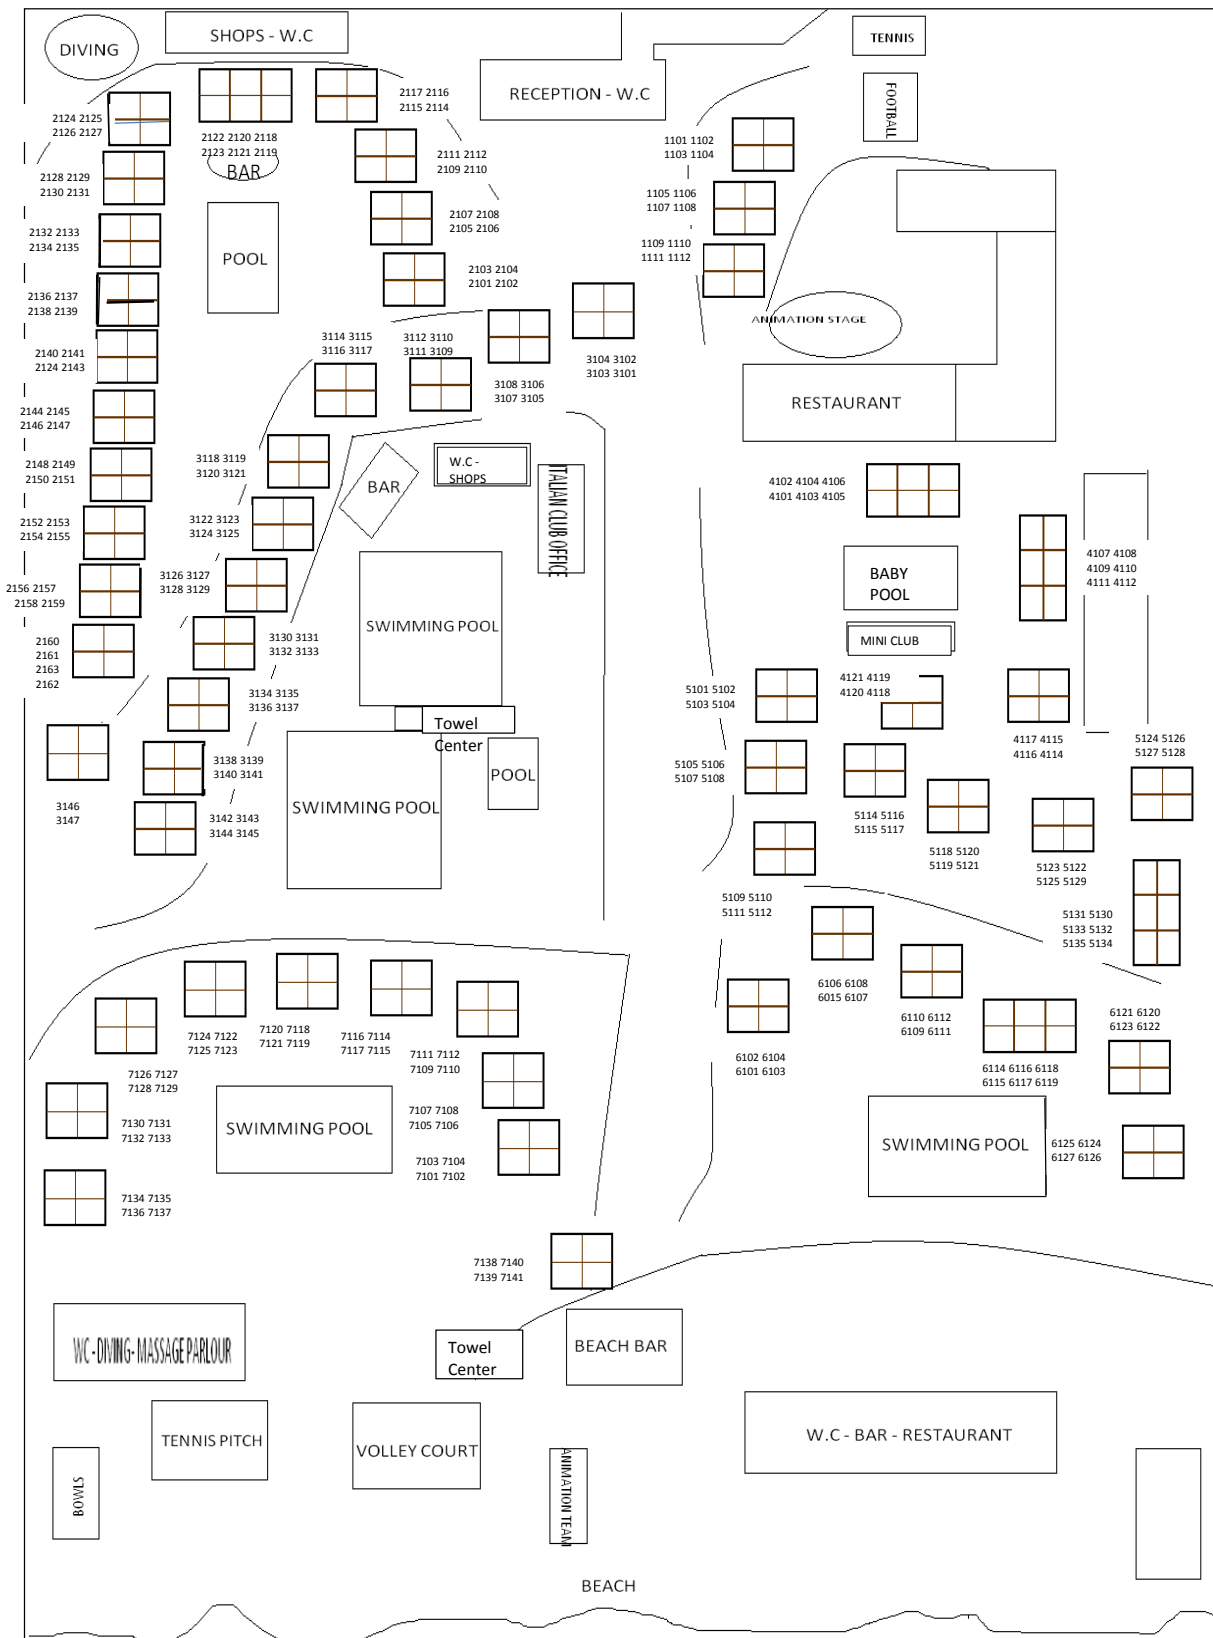 DIVING
SHOPS - W.C
RECEPTION - W.C
TENNIS
FOOTBALL
2124 2125
2126 2127
2122 2120 2118
2123 2121 2119
BAR
2117 2116
2115 2114
2111 2112
2109 2110
1101 1102
1103 1104
2128 2129
2130 2131
1105 1106
1107 1108
2107 2108
2105 2106
2132 2133
2134 2135
POOL
1109 1110
1111 1112
2103 2104
2101 2102
2136 2137
2138 2139
ANIMATION STAGE
3114 3115
3116 3117
3112 3110
3111 3109
2140 2141
2124 2143
3104 3102
3103 3101
3108 3106
3107 3105
RESTAURANT
2144 2145
2146 2147
3118 3119
3120 3121
2148 2149
2150 2151
W.C -
SHOPS
BAR
ITALIAN CLUB OFFICE
4102 4104 4106
4101 4103 4105
2152 2153
2154 2155
3122 3123
3124 3125
4107 4108
4109 4110
4111 4112
BABY
POOL
2156 2157
2158 2159
3126 3127
3128 3129
SWIMMING POOL
MINI CLUB
2160
2161
2163
2162
3130 3131
3132 3133
4121 4119
4120 4118
5101 5102
5103 5104
3134 3135
3136 3137
Towel
Center
4117 4115
4116 4114
5124 5126
5127 5128
3138 3139
3140 3141
POOL
5105 5106
5107 5108
3146
3147
SWIMMING POOL
3142 3143
3144 3145
5114 5116
5115 5117
5118 5120
5119 5121
5123 5122
5125 5129
5109 5110
5111 5112
5131 5130
5133 5132
5135 5134
6106 6108
6015 6107
6110 6112
6109 6111
6121 6120
6123 6122
7124 7122
7125 7123
7120 7118
7121 7119
7116 7114
7117 7115
7111 7112
7109 7110
6102 6104
6101 6103
6114 6116 6118
6115 6117 6119
7126 7127
7128 7129
7130 7131
7132 7133
SWIMMING POOL
7107 7108
7105 7106
SWIMMING POOL
6125 6124
6127 6126
7103 7104
7101 7102
7134 7135
7136 7137
7138 7140
7139 7141
WC - DIVING - MASSAGE PARLOUR
Towel
Center
BEACH BAR
TENNIS PITCH
VOLLEY COURT
W.C - BAR - RESTAURANT
BOWLS
ANIMATION TEAM
BEACH